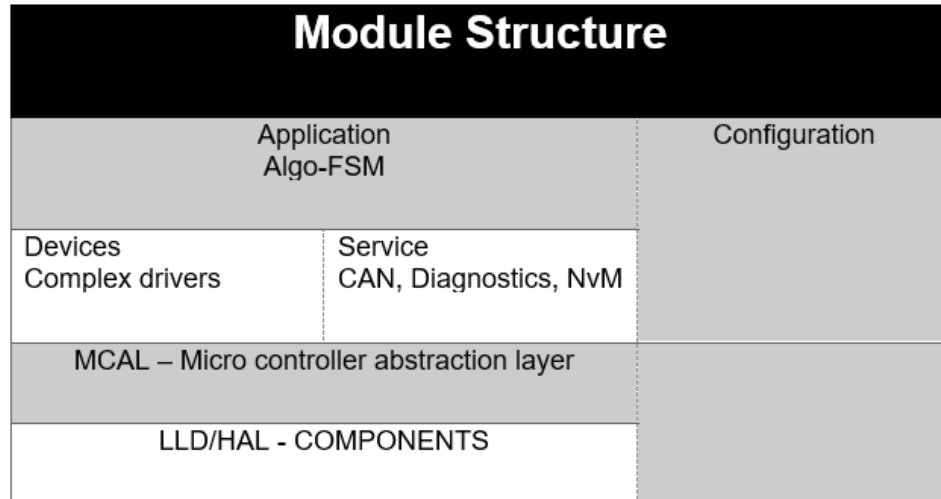 Module Structure
Application
Algo-FSM
Configuration
Devices
Complex drivers
Service
CAN, Diagnostics, NvM
MCAL – Micro controller abstraction layer
LLD/HAL - COMPONENTS